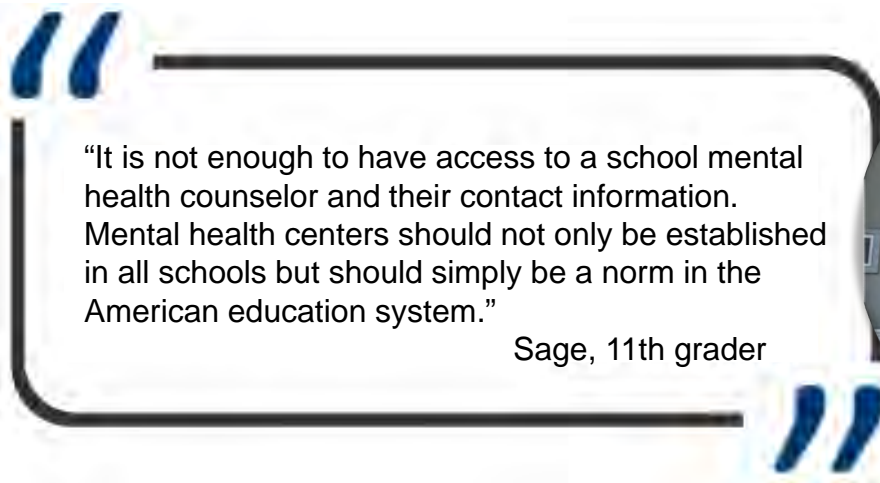 “It is not enough to have access to a school mental
health counselor and their contact information.
Mental health centers should not only be established
in all schools but should simply be a norm in the
American education system.”
Sage, 11th grader